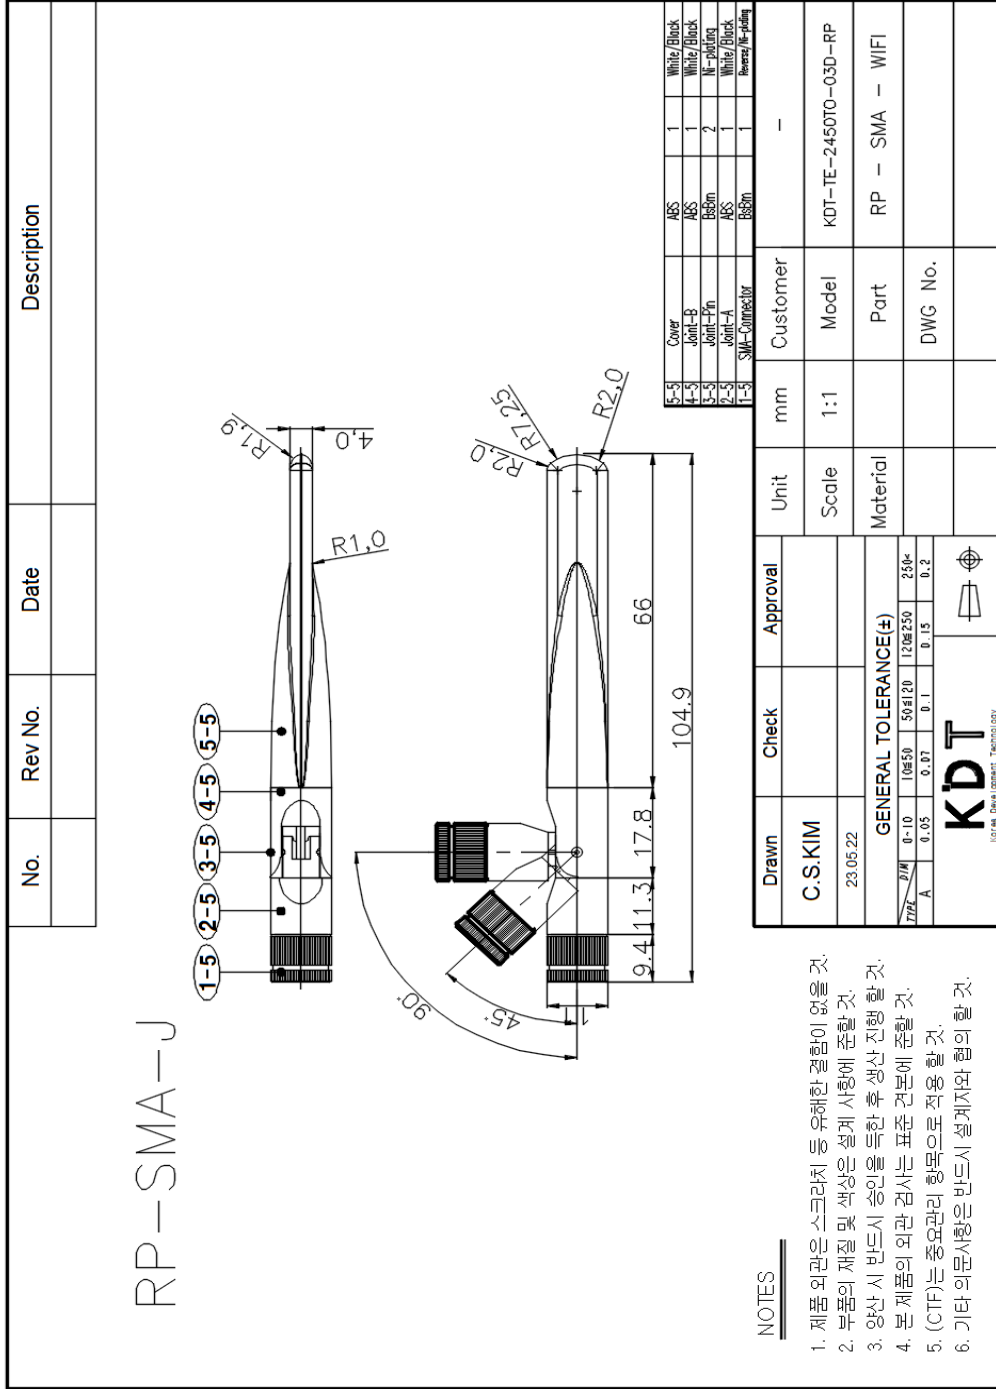 No. Rev No. Date Description
RP-SMA-J
1-5 2-5 3-5 4-5 5-5
R1,9
4,0
R1,0
90°
45°
R2,0
R7,25
R2,0
11
9.4 11.3 17.8 66
104.9
5-5 Cover ABS 1 White/Black
4-5 Joint-B ABS 1 White/Black
3-5 Joint-Pin BsBm 2 Ni-plating
2-5 Joint-A ABS 1 White/Black
1-5 SMA-Connector BsBm 1 Reverse/Ni-plating
NOTES
1. 제품 외관은 스크라치 등 유해한 결함이 없을 것.
2. 부품의 재질 및 색상은 설계 사항에 준할 것.
3. 양산 시 반드시 승인을 득한 후 생산 진행 할 것.
4. 본 제품의 외관 검사는 표준 견본에 준할 것.
5. (CTF)는 중요관리 항목으로 적용 할 것.
6. 기타 의문사항은 반드시 설계자와 협의 할 것.
Drawn Check Approval
C.S.KIM
23.05.22
GENERAL TOLERANCE(±)
TYPE DIM 0~10 10≦50 50≦120 120≦250 250<
A 0.05 0.07 0.1 0.15 0.2
KDT
Korea Development Technology
Unit mm Customer -
Scale 1:1 Model KDT-TE-2450TO-03D-RP
Material Part RP - SMA - WIFI
DWG No.